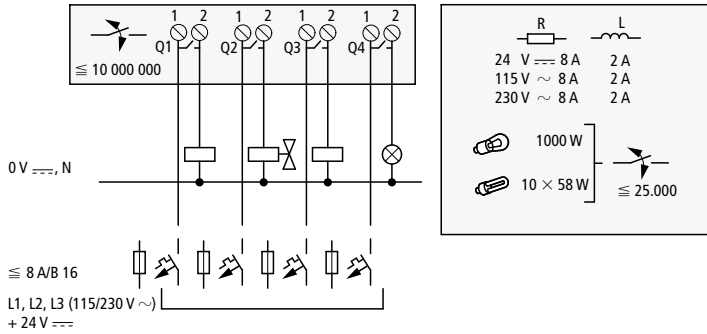 1 2 1 2 1 2 1 2
Q1 Q2 Q3 Q4
≦ 10 000 000
0 V ⎓, N
≦ 8 A/B 16
L1, L2, L3 (115/230 V ∼)
+ 24 V ⎓
R L
24 V ⎓ 8 A 2 A
115 V ∼ 8 A 2 A
230 V ∼ 8 A 2 A
1000 W
10 × 58 W
≦ 25.000